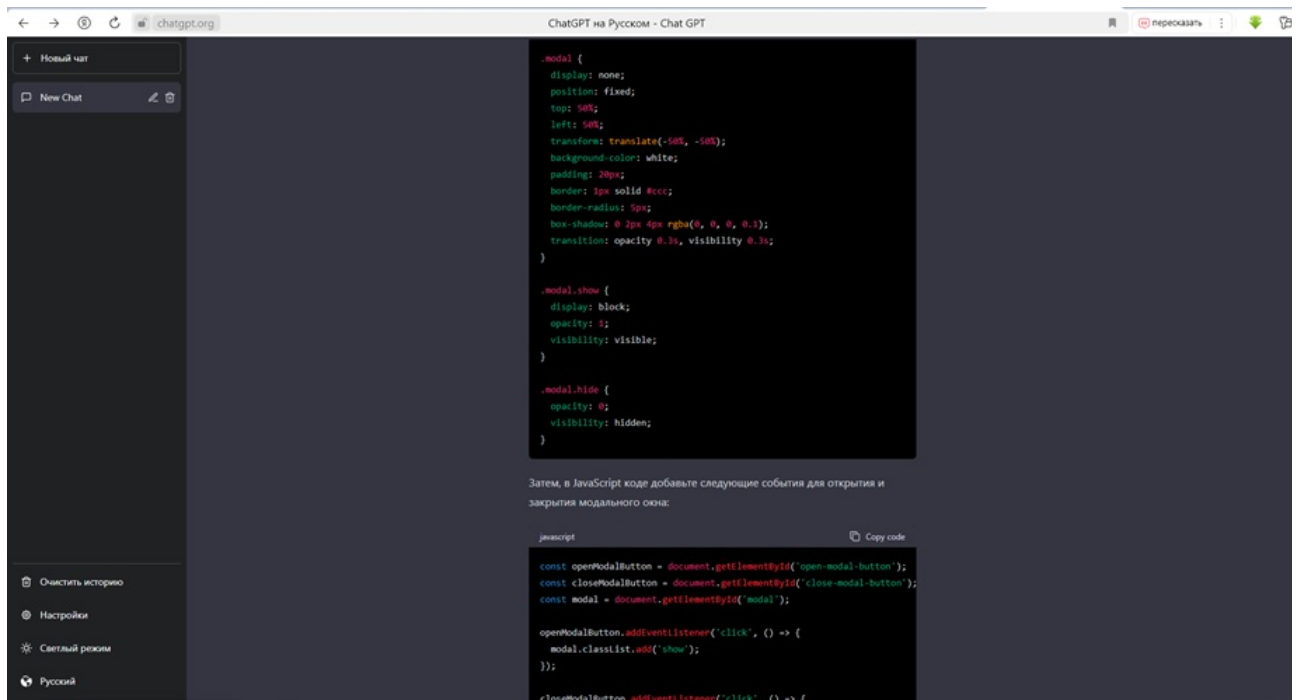 chatgpt.org
ChatGPT на Русском - Chat GPT
пересказать
+ Новый чат
New Chat
.modal {
display: none;
position: fixed;
top: 50%;
left: 50%;
transform: translate(-50%, -50%);
background-color: white;
padding: 20px;
border: 1px solid #ccc;
border-radius: 5px;
box-shadow: 0 2px 4px rgba(0, 0, 0, 0.1);
transition: opacity 0.3s, visibility 0.3s;
}
.modal.show {
display: block;
opacity: 1;
visibility: visible;
}
.modal.hide {
opacity: 0;
visibility: hidden;
}
Затем, в JavaScript коде добавьте следующие события для открытия и
закрытия модального окна:
javascript
Copy code
const openModalButton = document.getElementById('open-modal-button');
const closeModalButton = document.getElementById('close-modal-button');
const modal = document.getElementById('modal');
openModalButton.addEventListener('click', () => {
modal.classList.add('show');
});
closeModalButton.addEventListener('click', () => {
Очистить историю
Настройки
Светлый режим
Русский